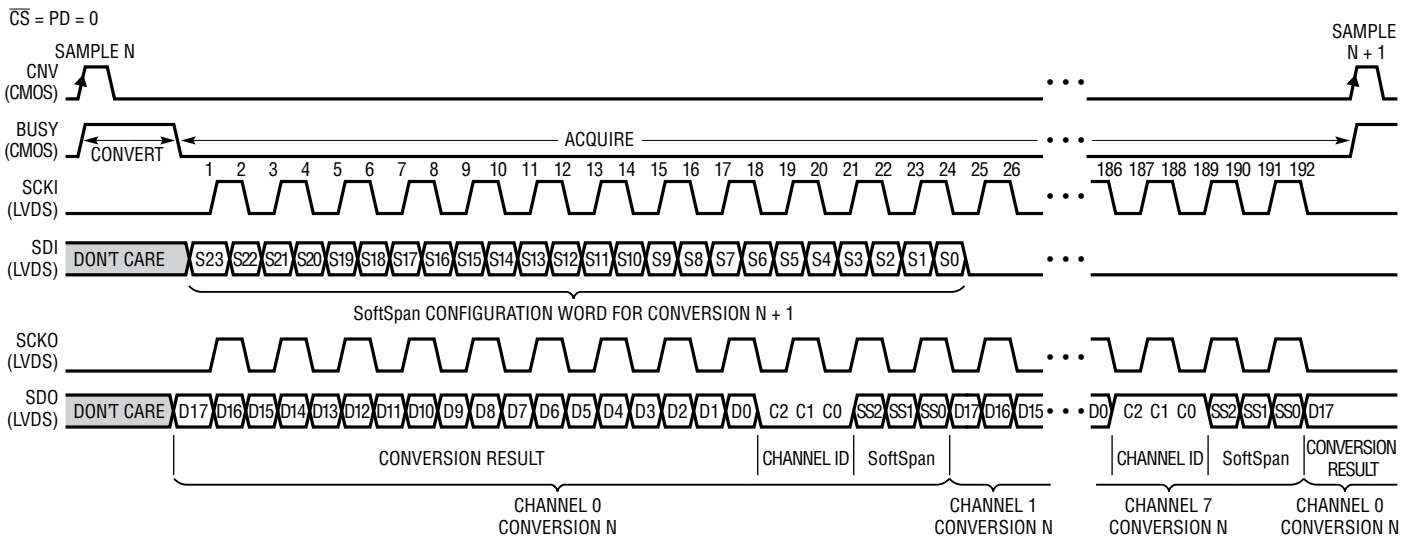 CS = PD = 0
SAMPLE N
SAMPLE
N + 1
CNV
(CMOS)
BUSY
(CMOS)
CONVERT
ACQUIRE
1 2 3 4 5 6 7 8 9 10 11 12 13 14 15 16 17 18 19 20 21 22 23 24 25 26 186 187 188 189 190 191 192
SCKI
(LVDS)
SDI
(LVDS)
DON'T CARE S23 S22 S21 S20 S19 S18 S17 S16 S15 S14 S13 S12 S11 S10 S9 S8 S7 S6 S5 S4 S3 S2 S1 S0
SoftSpan CONFIGURATION WORD FOR CONVERSION N + 1
SCKO
(LVDS)
SDO
(LVDS)
DON'T CARE D17 D16 D15 D14 D13 D12 D11 D10 D9 D8 D7 D6 D5 D4 D3 D2 D1 D0 C2 C1 C0 SS2 SS1 SS0 D17 D16 D15 D0 C2 C1 C0 SS2 SS1 SS0 D17
CONVERSION RESULT CHANNEL ID SoftSpan CHANNEL ID SoftSpan CONVERSION
RESULT
CHANNEL 0
CONVERSION N
CHANNEL 1
CONVERSION N
CHANNEL 7
CONVERSION N
CHANNEL 0
CONVERSION N